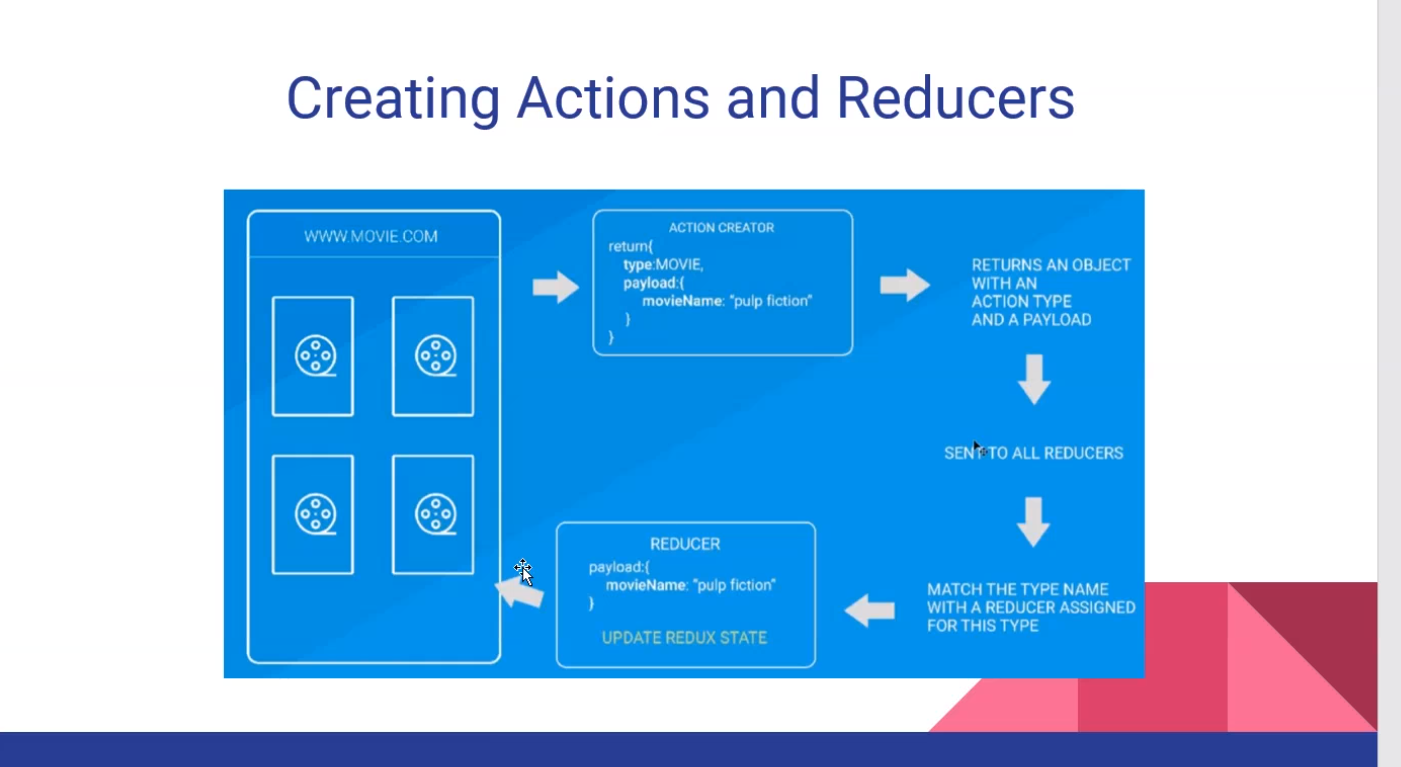 Creating Actions and Reducers
WWW.MOVIE.COM
ACTION CREATOR
return{
type:MOVIE,
payload:{
movieName: "pulp fiction"
}
}
RETURNS AN OBJECT
WITH AN
ACTION TYPE
AND A PAYLOAD
SENT TO ALL REDUCERS
MATCH THE TYPE NAME
WITH A REDUCER ASSIGNED
FOR THIS TYPE
REDUCER
payload:{
movieName: "pulp fiction"
}
UPDATE REDUX STATE